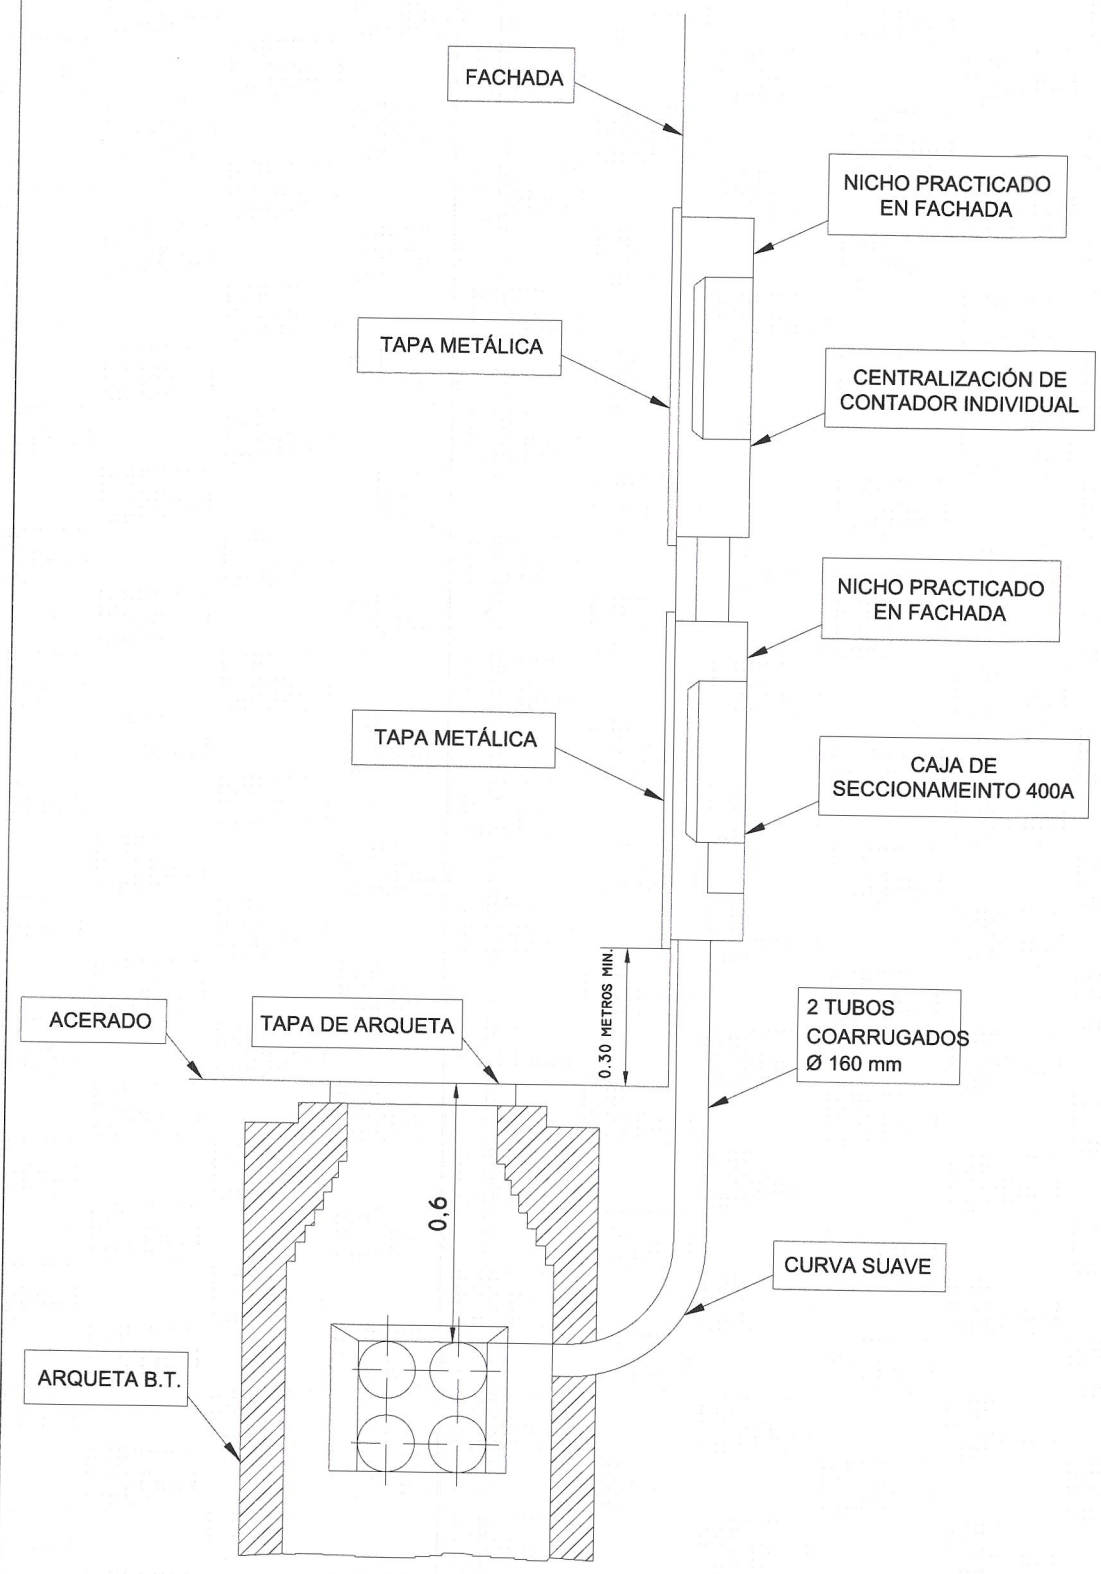 FACHADA
NICHO PRACTICADO
EN FACHADA
TAPA METÁLICA
CENTRALIZACIÓN DE
CONTADOR INDIVIDUAL
NICHO PRACTICADO
EN FACHADA
TAPA METÁLICA
CAJA DE
SECCIONAMEINTO 400A
0.30 METROS MIN.
ACERADO
TAPA DE ARQUETA
2 TUBOS
COARRUGADOS
Ø 160 mm
0,6
CURVA SUAVE
ARQUETA B.T.